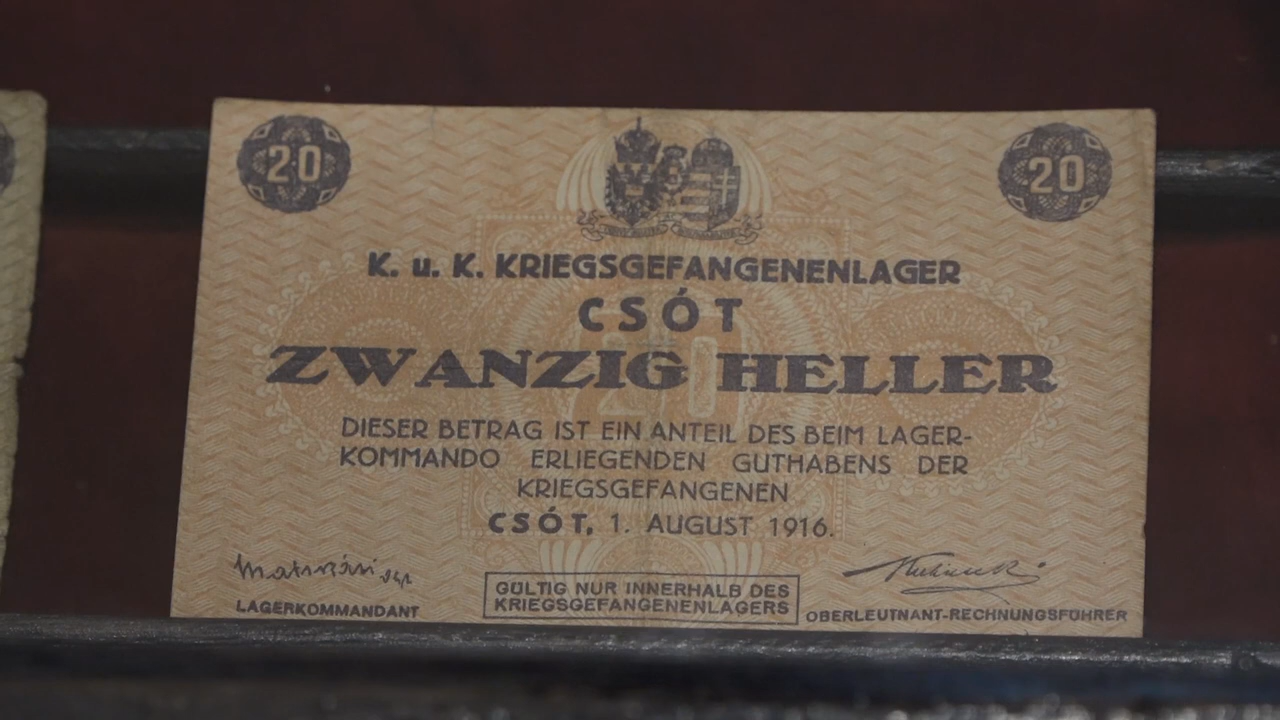 20
20
K. u. K. KRIEGSGEFANGENENLAGER
CSÓT
ZWANZIG HELLER
DIESER BETRAG IST EIN ANTEIL DES BEIM LAGER-
KOMMANDO ERLIEGENDEN GUTHABENS DER
KRIEGSGEFANGENEN
CSÓT, 1. AUGUST 1916.
GÜLTIG NUR INNERHALB DES
KRIEGSGEFANGENENLAGERS
LAGERKOMMANDANT
OBERLEUTNANT-RECHNUNGSFÜHRER